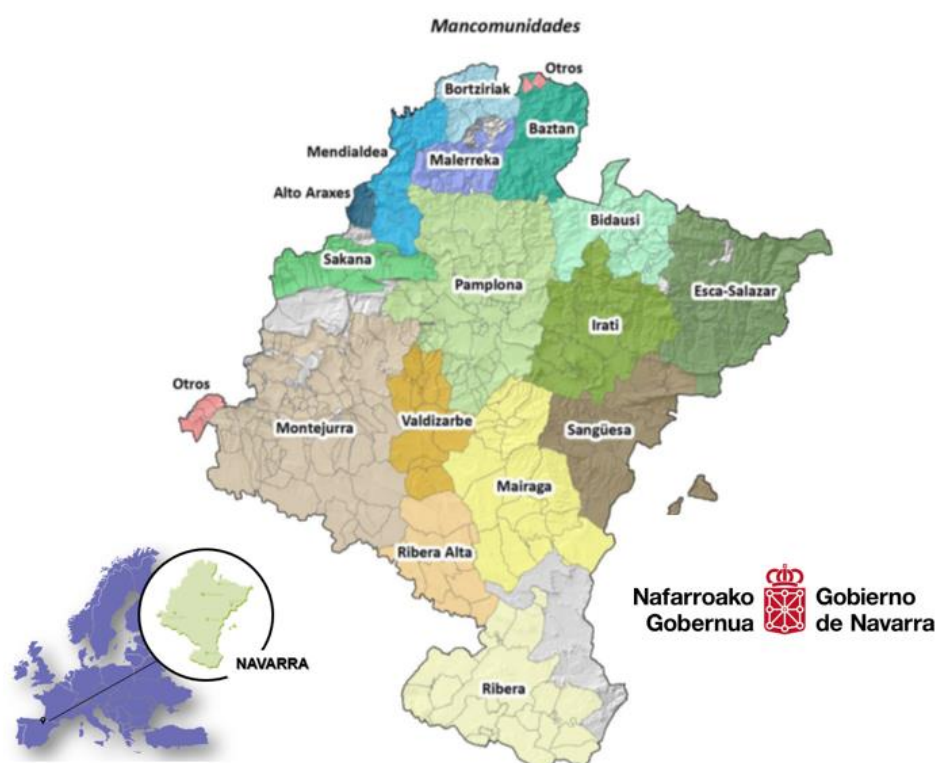 Mancomunidades
Otros
Bortziriak
Baztan
Mendialdea
Malerreka
Alto Araxes
Bidausi
Sakana
Pamplona
Esca-Salazar
Irati
Otros
Montejurra
Valdizarbe
Sangüesa
Mairaga
Ribera Alta
Nafarroako
Gobernua
Gobierno
de Navarra
NAVARRA
Ribera